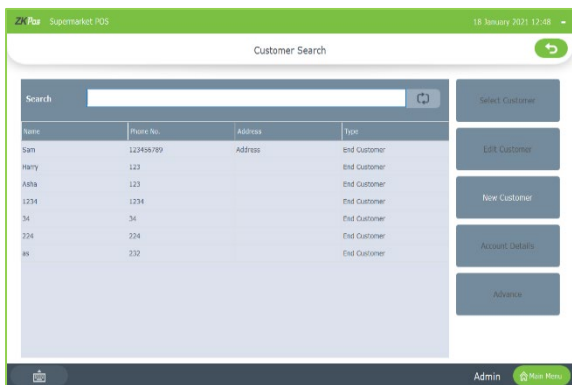 ZKPos Supermarket POS 18 January 2021 12:48
Customer Search
Search
Select Customer
Name Phone No. Address Type
Sam 123456789 Address End Customer
Edit Customer
Harry 123 End Customer
Asha 123 End Customer
1234 1234 End Customer
New Customer
34 34 End Customer
224 224 End Customer
as 232 End Customer
Account Details
Advance
Admin Main Menu